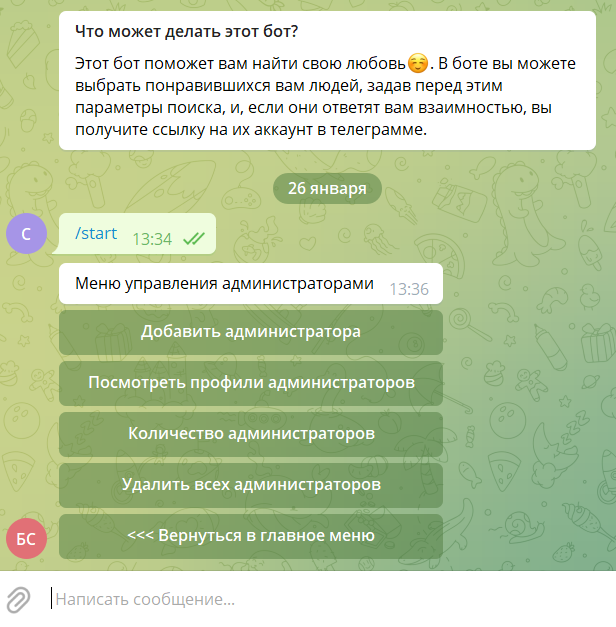 Что может делать этот бот?
Этот бот поможет вам найти свою любовь☺️. В боте вы можете
выбрать понравившихся вам людей, задав перед этим
параметры поиска, и, если они ответят вам взаимностью, вы
получите ссылку на их аккаунт в телеграмме.
26 января
С
/start 13:34
Меню управления администраторами 13:36
Добавить администратора
Посмотреть профили администраторов
Количество администраторов
Удалить всех администраторов
БС
<<< Вернуться в главное меню
Написать сообщение...